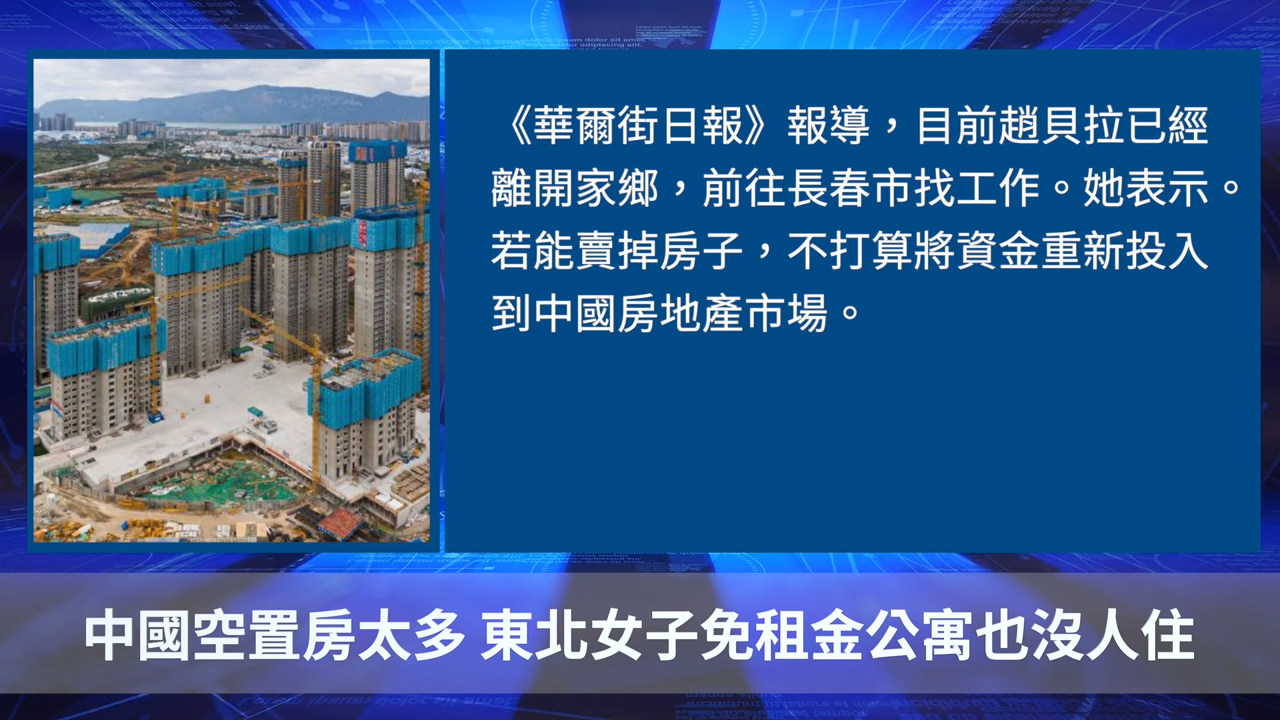 《華爾街日報》報導，目前趙貝拉已經
離開家鄉，前往長春市找工作。她表示。
若能賣掉房子，不打算將資金重新投入
到中國房地產市場。
中國空置房太多 東北女子免租金公寓也沒人住